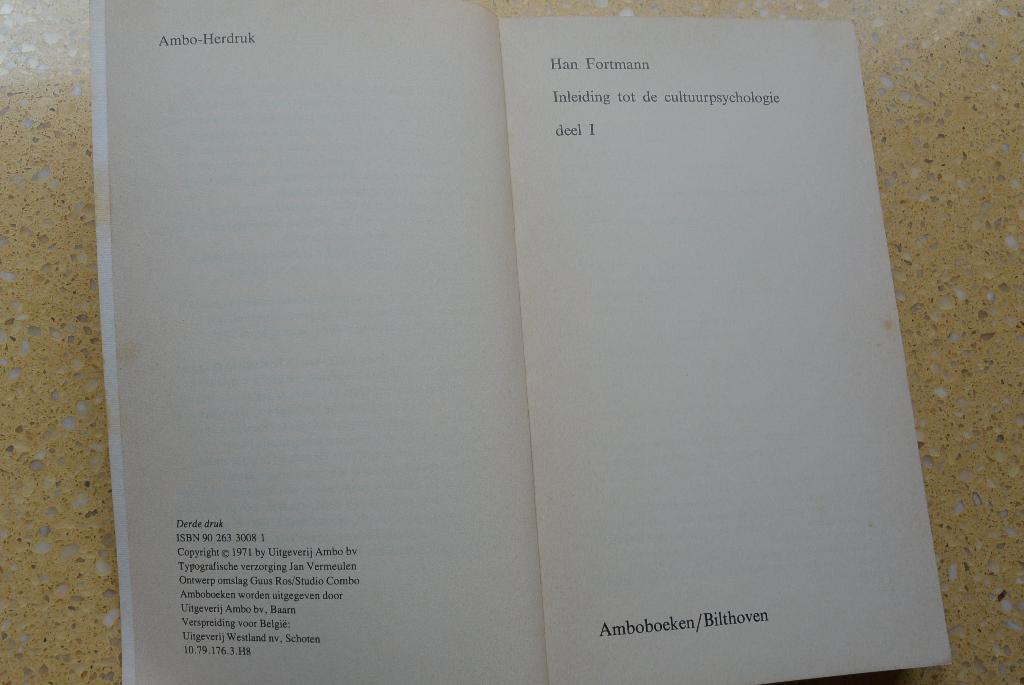 Ambo-Herdruk
Derde druk
ISBN 90 263 3008 1
Copyright © 1971 by Uitgeverij Ambo bv
Typografische verzorging Jan Vermeulen
Ontwerp omslag Guus Ros/Studio Combo
Amboboeken worden uitgegeven door
Uitgeverij Ambo bv, Baarn
Verspreiding voor België:
Uitgeverij Westland nv, Schoten
10.79.176.3.H8
Han Fortmann
Inleiding tot de cultuurpsychologie
deel I
Amboboeken/Bilthoven